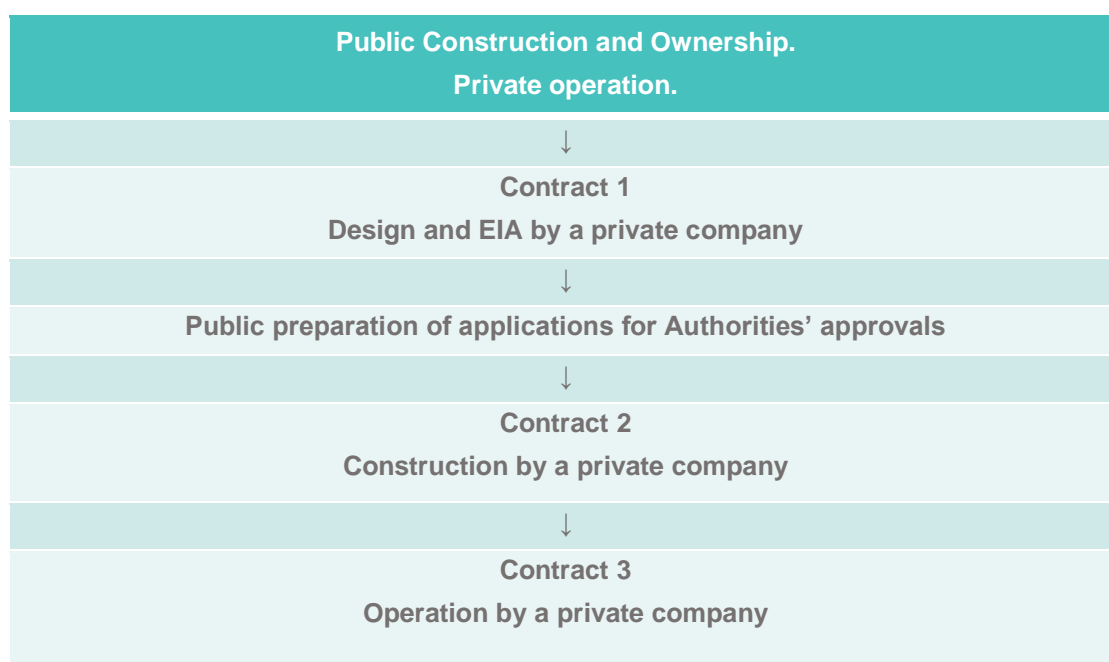 Public Construction and Ownership.
Private operation.
↓
Contract 1
Design and EIA by a private company
↓
Public preparation of applications for Authorities’ approvals
↓
Contract 2
Construction by a private company
↓
Contract 3
Operation by a private company